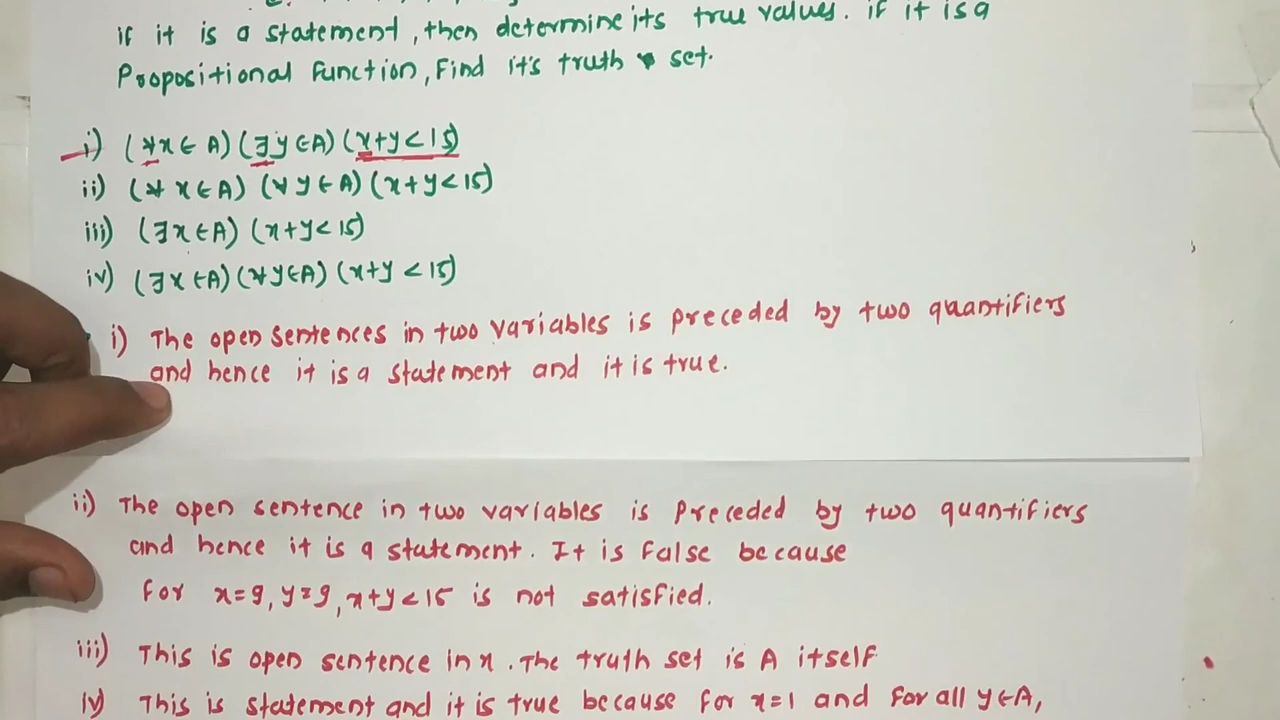 if it is a statement, then determine its true values. if it is a
Propositional Function, Find it's truth set.
i) (∀x∈A) (∃y∈A) (x+y<15)
ii) (∀x∈A) (∀y∈A) (x+y<15)
iii) (∃x∈A) (x+y<15)
iv) (∃x∈A) (∀y∈A) (x+y<15)
i) The open sentences in two variables is preceded by two quantifiers
and hence it is a statement and it is true.
ii) The open sentence in two variables is Preceded by two quantifiers
and hence it is a statement. It is False because
For x=9, y=9, x+y<15 is not satisfied.
iii) This is open sentence in x. The truth set is A itself
iv) This is statement and it is true because for x=1 and for all y∈A,